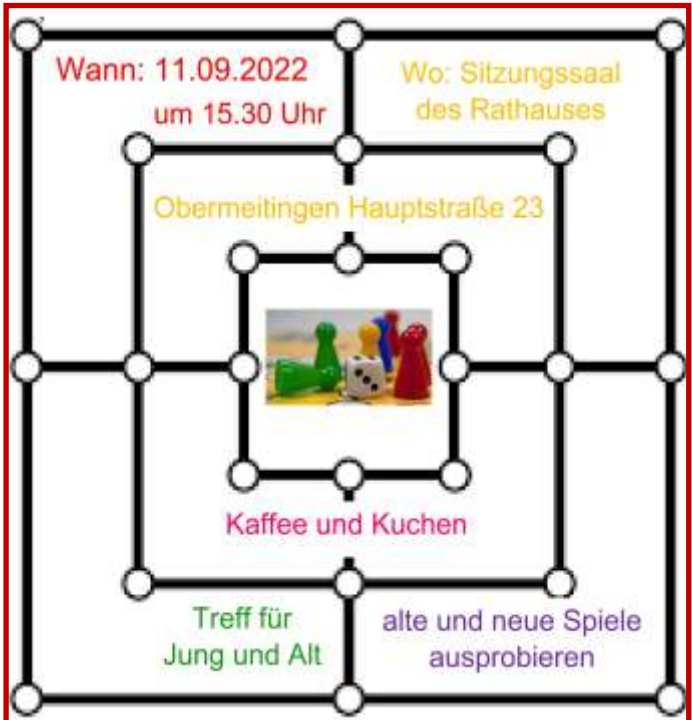 Wann: 11.09.2022
um 15.30 Uhr
Wo: Sitzungssaal
des Rathauses
Obermeitingen Hauptstraße 23
Kaffee und Kuchen
Treff für
Jung und Alt
alte und neue Spiele
ausprobieren